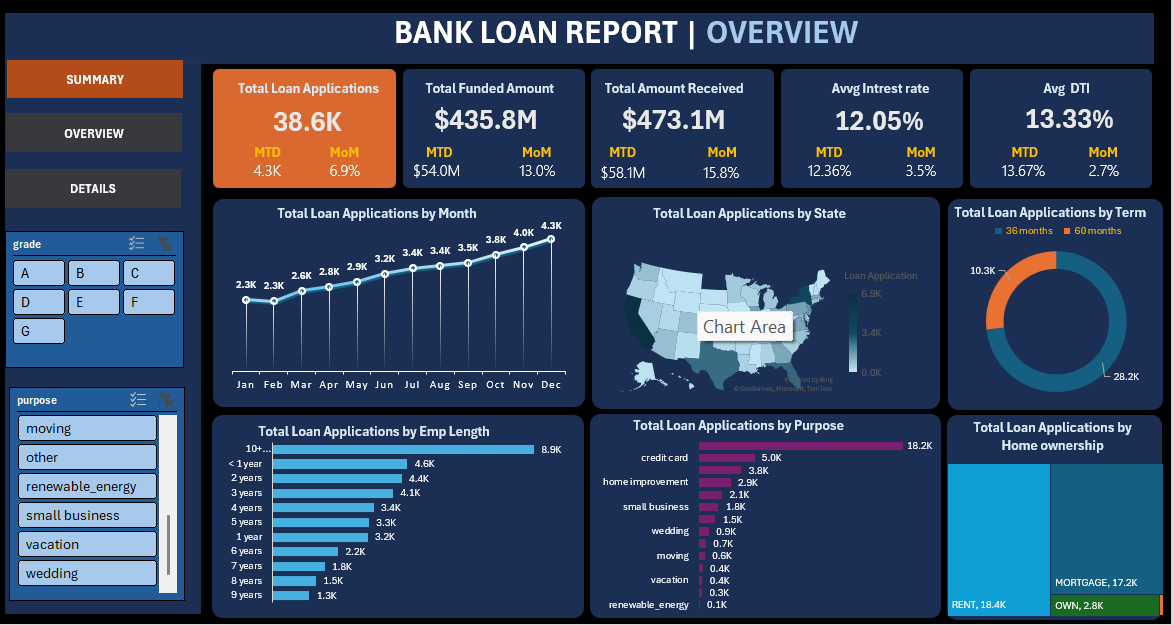 BANK LOAN REPORT | OVERVIEW
SUMMARY
OVERVIEW
DETAILS
grade
A
B
C
D
E
F
G
purpose
moving
other
renewable_energy
small business
vacation
wedding
Total Loan Applications
38.6K
MTD MoM
4.3K 6.9%
Total Funded Amount
$435.8M
MTD MoM
$54.0M 13.0%
Total Amount Received
$473.1M
MTD MoM
$58.1M 15.8%
Avvg Intrest rate
12.05%
MTD MoM
12.36% 3.5%
Avg DTI
13.33%
MTD MoM
13.67% 2.7%
Total Loan Applications by Month
2.3K 2.3K 2.6K 2.8K 2.9K 3.2K 3.4K 3.4K 3.5K 3.8K 4.0K 4.3K
Jan Feb Mar Apr May Jun Jul Aug Sep Oct Nov Dec
Total Loan Applications by State
Loan Application
6.9K
3.4K
0.0K
Chart Area
Powered by Bing
© GeoNames, Microsoft, TomTom
Total Loan Applications by Term
36 months 60 months
10.3K
28.2K
Total Loan Applications by Emp Length
10+... 8.9K
< 1 year 4.6K
2 years 4.4K
3 years 4.1K
4 years 3.4K
5 years 3.3K
1 year 3.2K
6 years 2.2K
7 years 1.8K
8 years 1.5K
9 years 1.3K
Total Loan Applications by Purpose
18.2K
credit card 5.0K
3.8K
home improvement 2.9K
2.1K
small business 1.8K
1.5K
wedding 0.9K
0.7K
moving 0.6K
0.4K
vacation 0.4K
0.3K
renewable_energy 0.1K
Total Loan Applications by
Home ownership
RENT, 18.4K
MORTGAGE, 17.2K
OWN, 2.8K